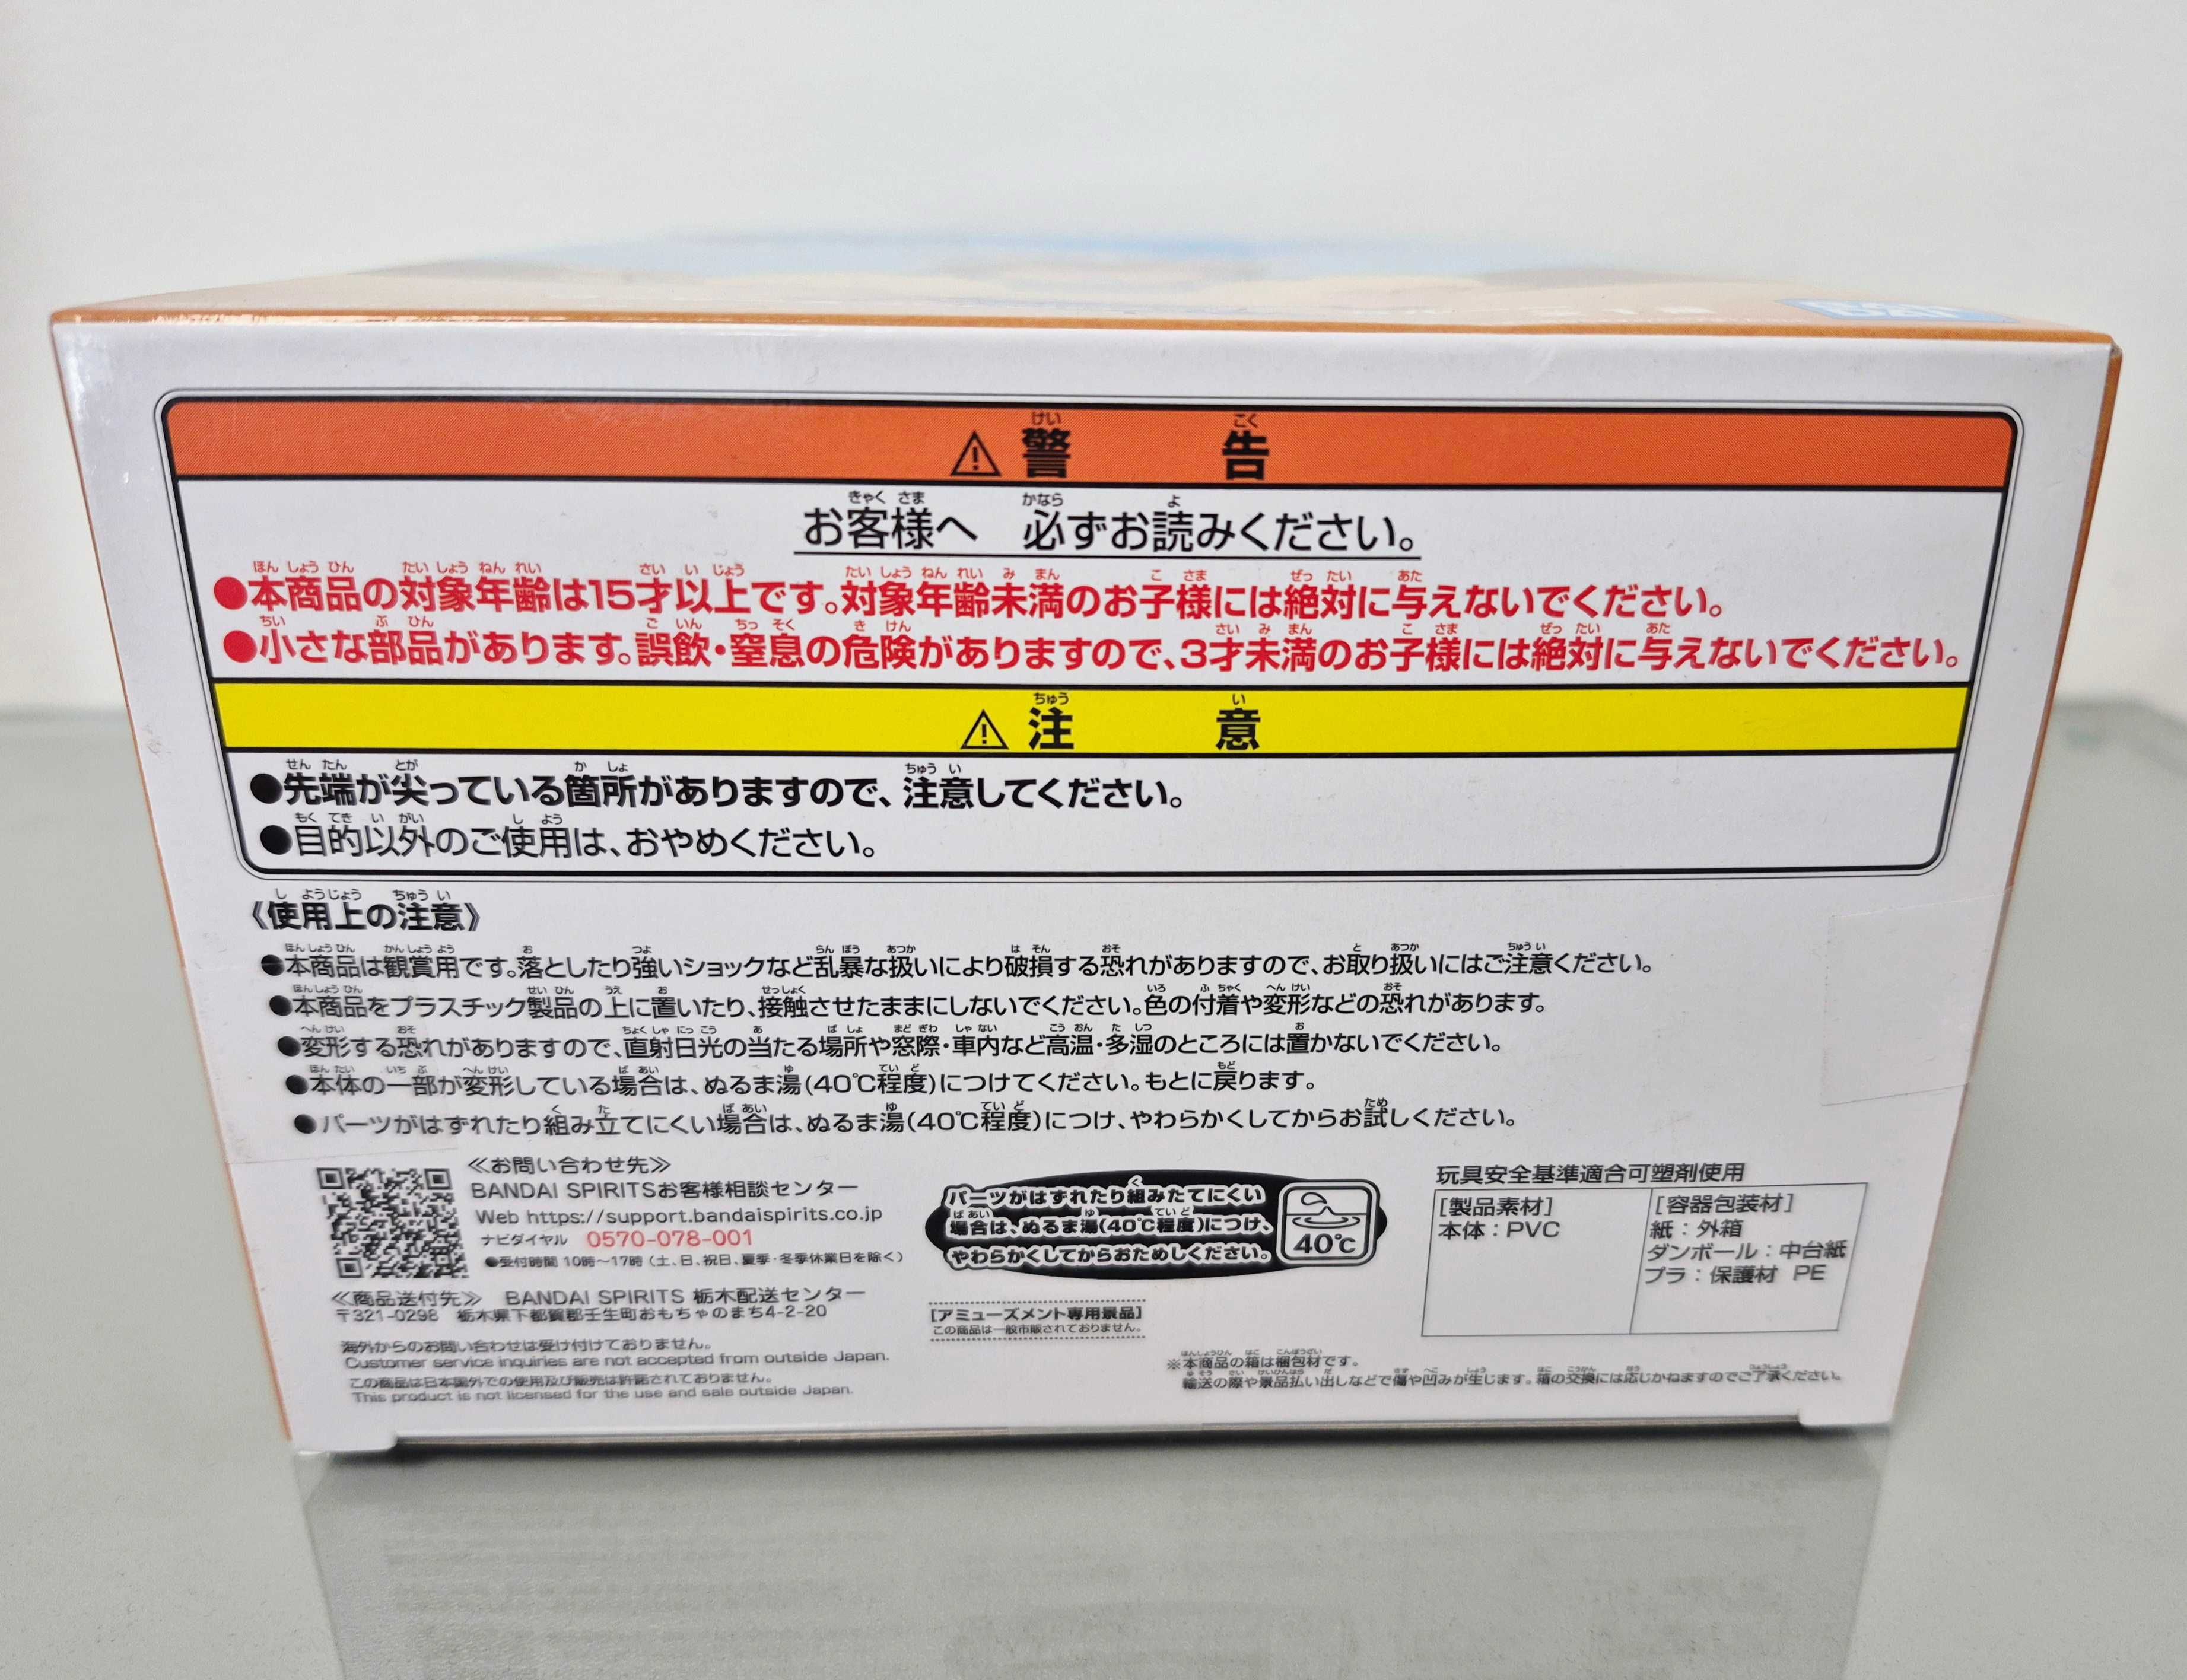 ⚠警告
お客様へ 必ずお読みください。
●本商品の対象年齢は15才以上です。対象年齢未満のお子様には絶対に与えないでください。
●小さな部品があります。誤飲・窒息の危険がありますので、3才未満のお子様には絶対に与えないでください。
⚠注意
●先端が尖っている箇所がありますので、注意してください。
●目的以外のご使用は、おやめください。
《使用上の注意》
●本商品は観賞用です。落としたり強いショックなど乱暴な扱いにより破損する恐れがありますので、お取り扱いにはご注意ください。
●本商品をプラスチック製品の上に置いたり、接触させたままにしないでください。色の付着や変形などの恐れがあります。
●変形する恐れがありますので、直射日光の当たる場所や窓際・車内など高温・多湿のところには置かないでください。
●本体の一部が変形している場合は、ぬるま湯(40℃程度)につけてください。もとに戻ります。
●パーツがはずれたり組み立てにくい場合は、ぬるま湯(40℃程度)につけ、やわらかくしてからお試しください。
≪お問い合わせ先≫
BANDAI SPIRITSお客様相談センター
Web https://support.bandaispirits.co.jp
ナビダイヤル 0570-078-001
●受付時間 10時〜17時(土、日、祝日、夏季・冬季休業日を除く)
≪商品送付先≫ BANDAI SPIRITS 栃木配送センター
〒321-0298 栃木県下都賀郡壬生町おもちゃのまち4-2-20
海外からのお問い合わせは受け付けておりません。
Customer service inquiries are not accepted from outside Japan.
この商品は日本国外での使用及び販売は許諾されておりません。
This product is not licensed for the use and sale outside Japan.
パーツがはずれたり組みたてにくい
場合は、ぬるま湯(40℃程度)につけ、
やわらかくしてからおためしください。
40℃
[アミューズメント専用景品]
この商品は一般市販されておりません。
玩具安全基準適合可塑剤使用
[製品素材]
本体:PVC
[容器包装材]
紙:外箱
ダンボール:中台紙
プラ:保護材 PE
※本商品の箱は梱包材です。
輸送の際や景品払い出しなどで傷や凹みが生じます。箱の交換には応じかねますのでご了承ください。